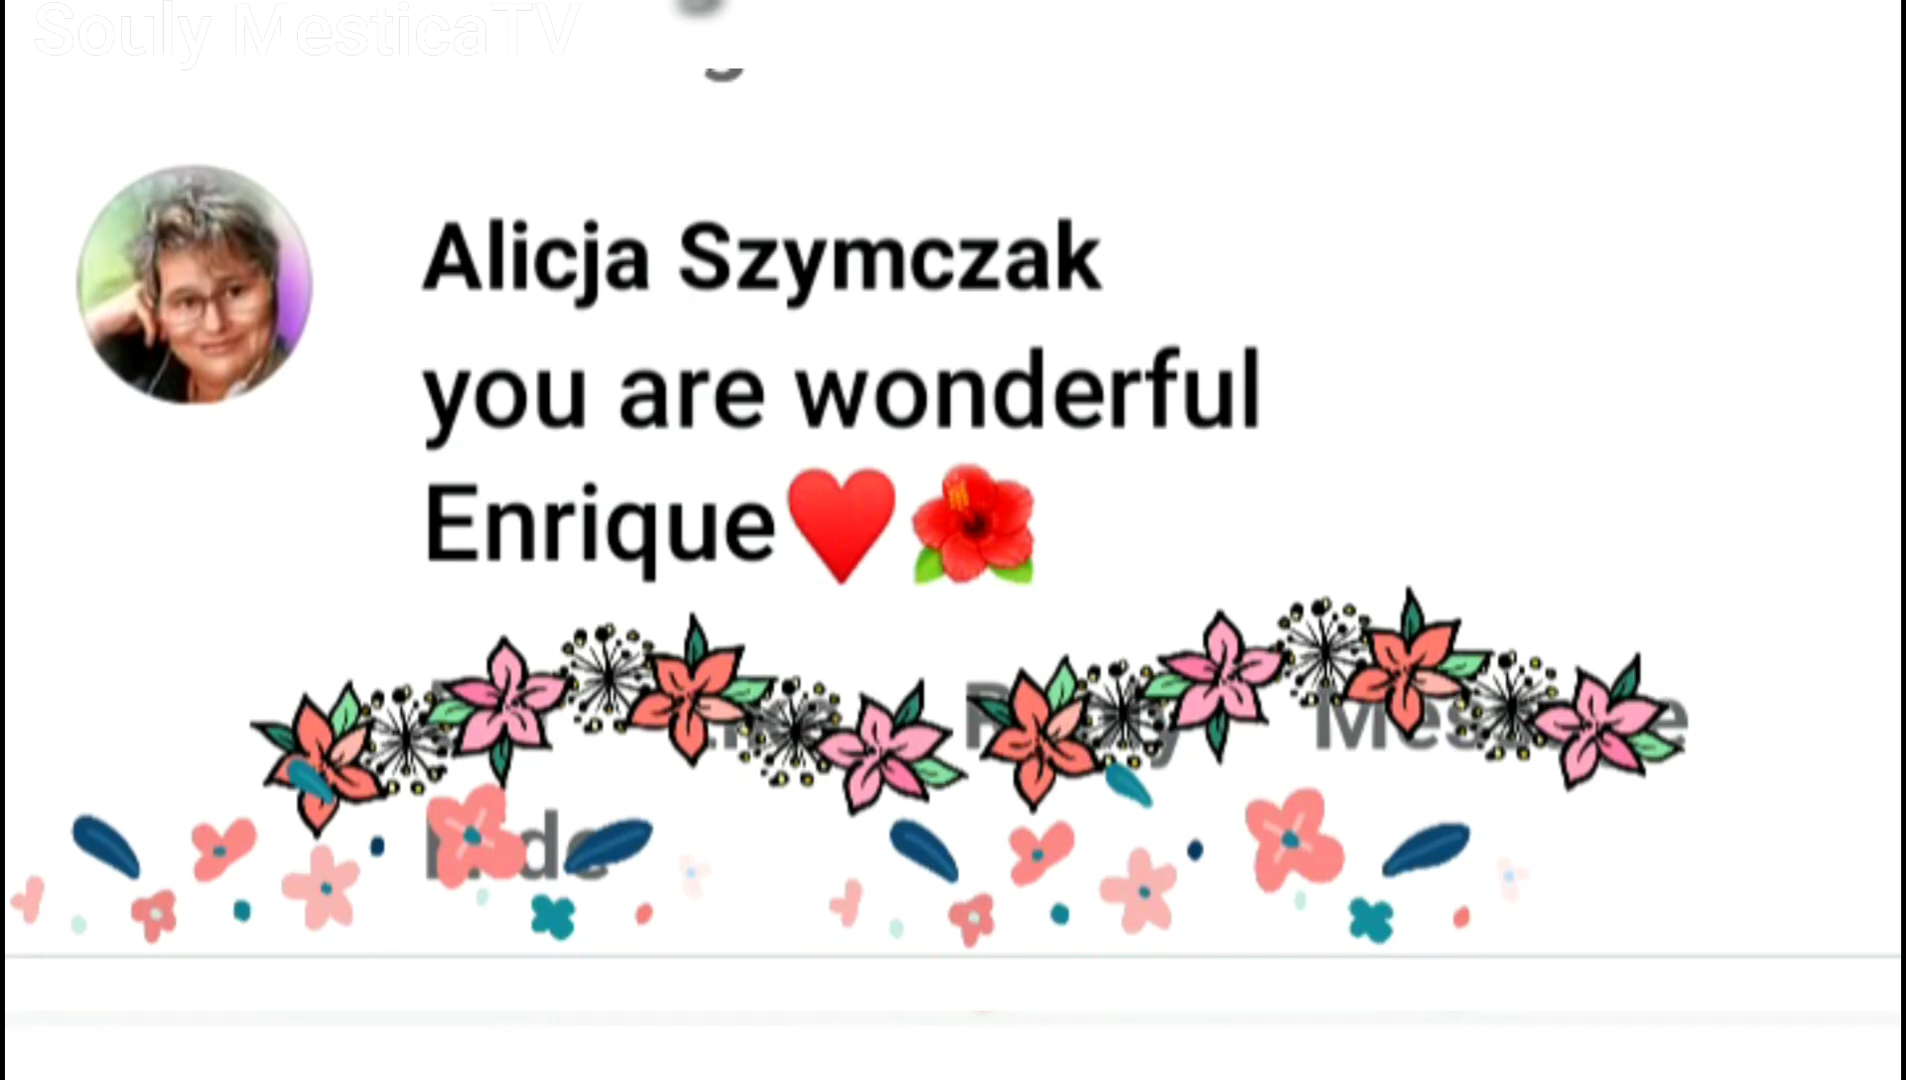 Souly MesticaTV
Alicja Szymczak
you are wonderful
Enrique♥️🌺